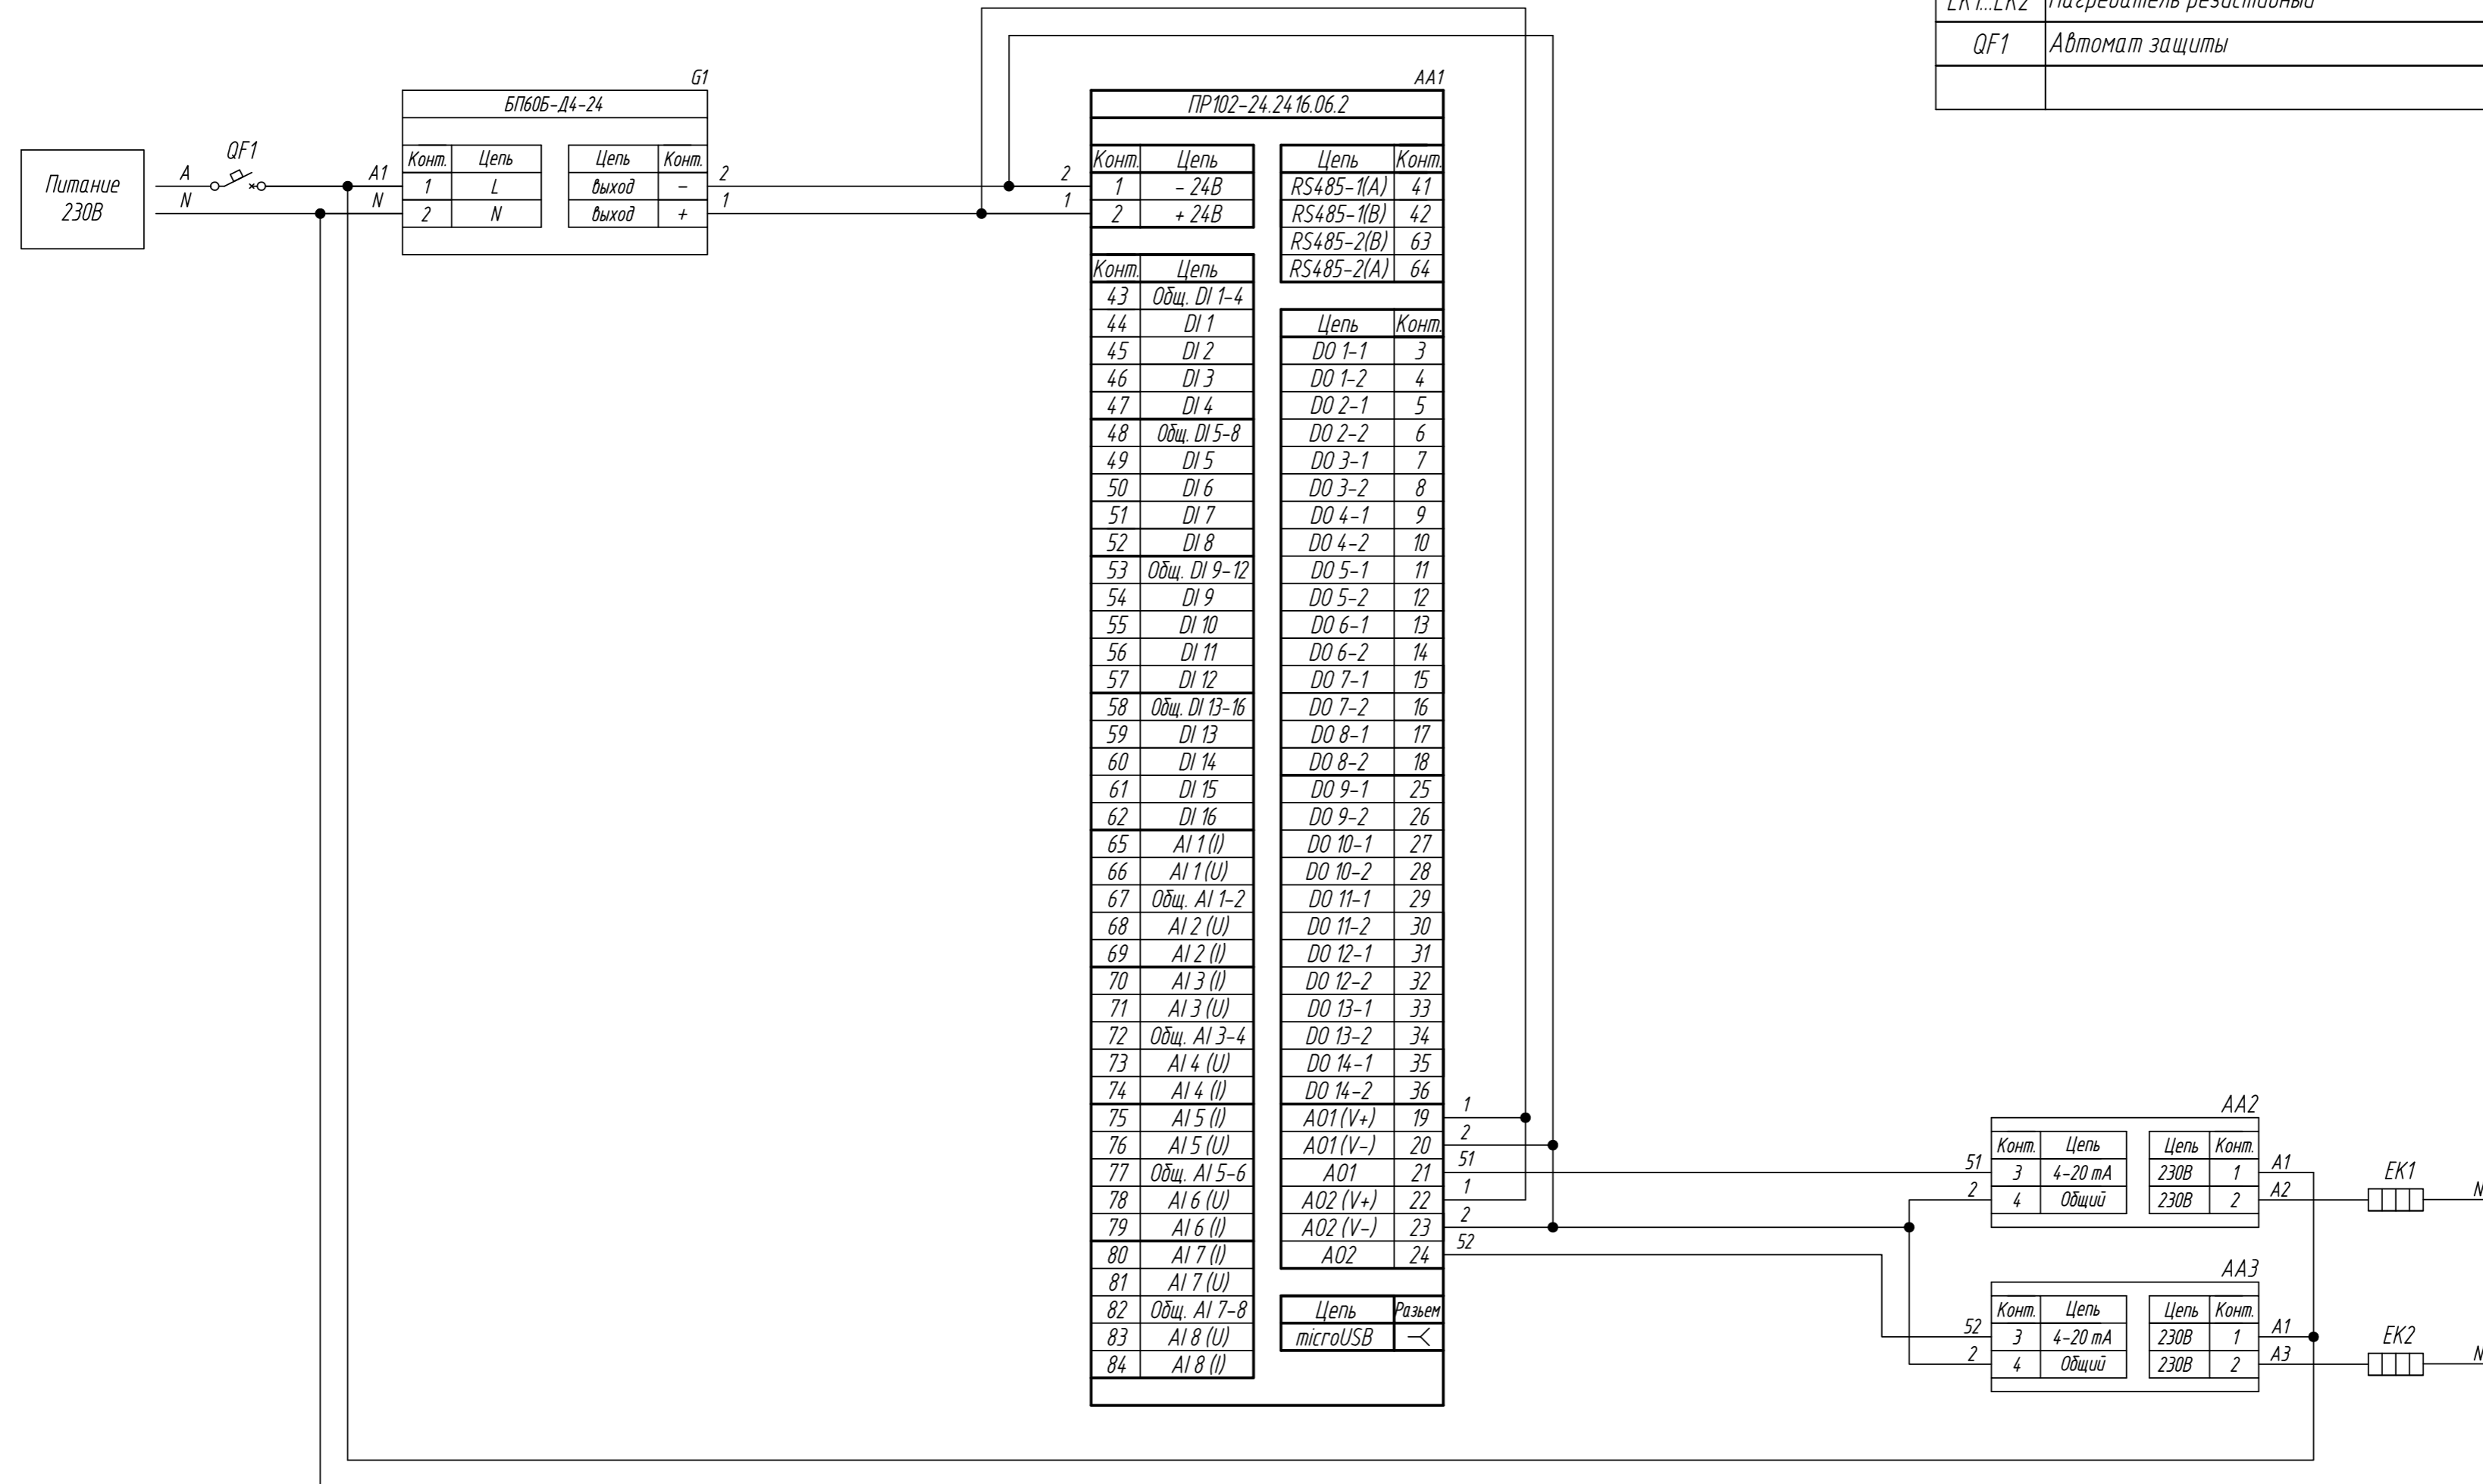 EK1...EK2 Нагреватель резистивный
QF1 Автомат защиты
G1
БП60Б-Д4-24
Конт. Цепь Цепь Конт.
1 L выход -
2 N выход +
Питание
230В
A QF1 A1
N N
2 2
1 1
AA1
ПР102-24.2416.06.2
Конт. Цепь Цепь Конт.
1 - 24В RS485-1(A) 41
2 + 24В RS485-1(B) 42
RS485-2(B) 63
Конт. Цепь RS485-2(A) 64
43 Общ. DI 1-4
44 DI 1 Цепь Конт.
45 DI 2 DO 1-1 3
46 DI 3 DO 1-2 4
47 DI 4 DO 2-1 5
48 Общ. DI 5-8 DO 2-2 6
49 DI 5 DO 3-1 7
50 DI 6 DO 3-2 8
51 DI 7 DO 4-1 9
52 DI 8 DO 4-2 10
53 Общ. DI 9-12 DO 5-1 11
54 DI 9 DO 5-2 12
55 DI 10 DO 6-1 13
56 DI 11 DO 6-2 14
57 DI 12 DO 7-1 15
58 Общ. DI 13-16 DO 7-2 16
59 DI 13 DO 8-1 17
60 DI 14 DO 8-2 18
61 DI 15 DO 9-1 25
62 DI 16 DO 9-2 26
65 AI 1 (I) DO 10-1 27
66 AI 1 (U) DO 10-2 28
67 Общ. AI 1-2 DO 11-1 29
68 AI 2 (U) DO 11-2 30
69 AI 2 (I) DO 12-1 31
70 AI 3 (I) DO 12-2 32
71 AI 3 (U) DO 13-1 33
72 Общ. AI 3-4 DO 13-2 34
73 AI 4 (U) DO 14-1 35
74 AI 4 (I) DO 14-2 36
75 AI 5 (I) AO1 (V+) 19 1
76 AI 5 (U) AO1 (V-) 20 2
77 Общ. AI 5-6 AO1 21 51
78 AI 6 (U) AO2 (V+) 22 1
79 AI 6 (I) AO2 (V-) 23 2
80 AI 7 (I) AO2 24 52
81 AI 7 (U)
82 Общ. AI 7-8 Цепь Разъем
83 AI 8 (U) microUSB
84 AI 8 (I)
AA2
Конт. Цепь Цепь Конт.
51 3 4-20 mA 230В 1 A1
2 4 Общий 230В 2 A2 EK1 N
AA3
Конт. Цепь Цепь Конт.
52 3 4-20 mA 230В 1 A1
2 4 Общий 230В 2 A3 EK2 N